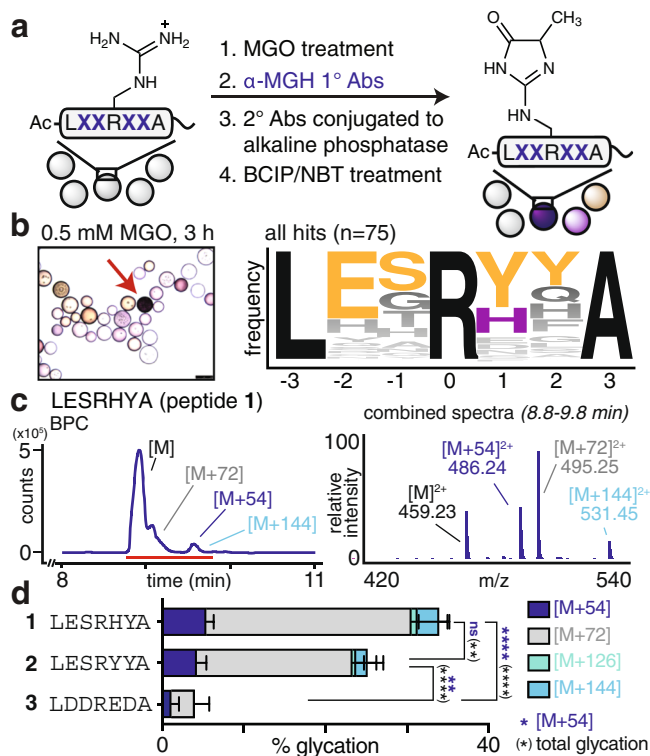 a
H₂N
+
NH₂
NH
Ac-LXXRXXA
1. MGO treatment
2. α-MGH 1° Abs
3. 2° Abs conjugated to
alkaline phosphatase
4. BCIP/NBT treatment
CH₃
O
HN
N
HN
Ac-LXXRXXA
b
0.5 mM MGO, 3 h
all hits (n=75)
frequency
L E S R Y Y A
H G H Q
-3 -2 -1 0 1 2 3
c
LESRHYA (peptide 1)
BPC
(x10⁵)
5
0
counts
[M]
[M+72]
[M+54]
[M+144]
8 time (min) 11
combined spectra (8.8-9.8 min)
100
0
relative
intensity
[M+54]²⁺
486.24
[M+72]²⁺
495.25
[M]²⁺
459.23
[M+144]²⁺
531.45
420 m/z 540
d
1 LESRHYA
2 LESRYYA
3 LDDREDA
ns (**)
**
(****)
****
(****)
0 % glycation 40
[M+54]
[M+72]
[M+126]
[M+144]
* [M+54]
(*) total glycation